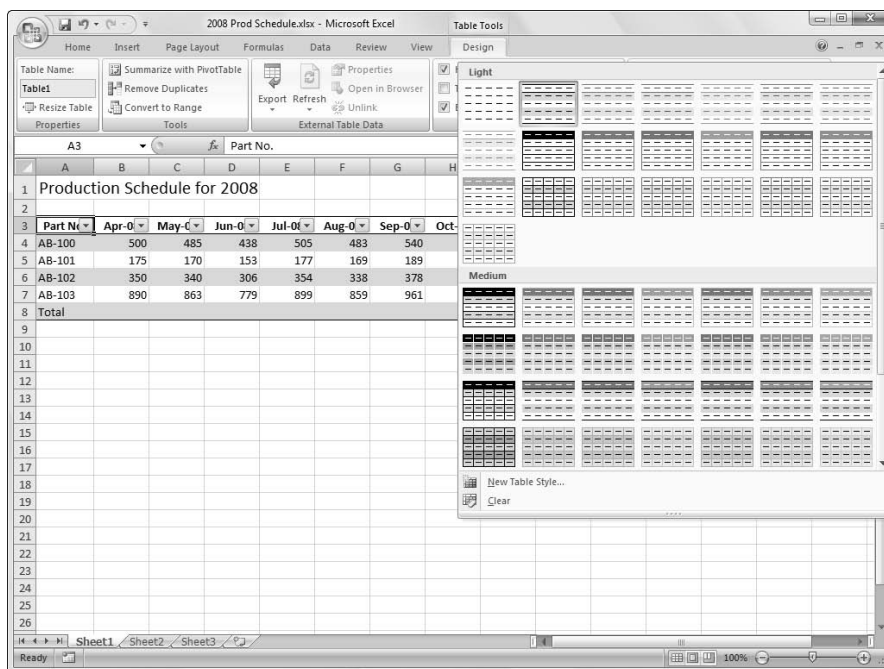 2008 Prod Schedule.xlsx - Microsoft Excel
Table Tools
Home Insert Page Layout Formulas Data Review View Design
Table Name:
Table1
Resize Table
Properties
Summarize with PivotTable
Remove Duplicates
Convert to Range
Tools
Export Refresh
Properties
Open in Browser
Unlink
External Table Data
Light
A3 fx Part No.
A B C D E F G H
1 Production Schedule for 2008
2
3 Part N Apr-0 May-0 Jun-0 Jul-0 Aug-0 Sep-0 Oct-
4 AB-100 500 485 438 505 483 540
5 AB-101 175 170 153 177 169 189
6 AB-102 350 340 306 354 338 378
7 AB-103 890 863 779 899 859 961
8 Total
9
10
11
12
13
14
15
16
17
18
19
20
21
22
23
24
25
26
Medium
New Table Style...
Clear
Sheet1 Sheet2 Sheet3
Ready 100%